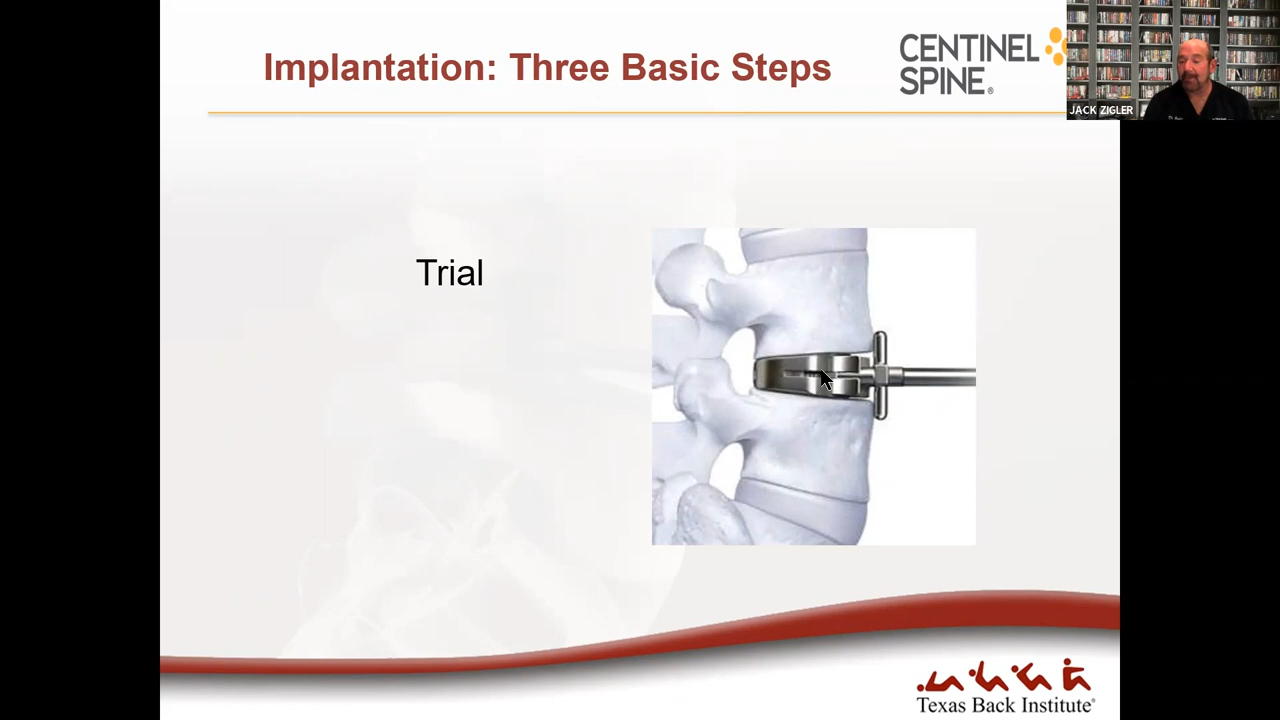 Implantation: Three Basic Steps
CENTINEL
SPINE®
JACK ZIGLER
Trial
Texas Back Institute®